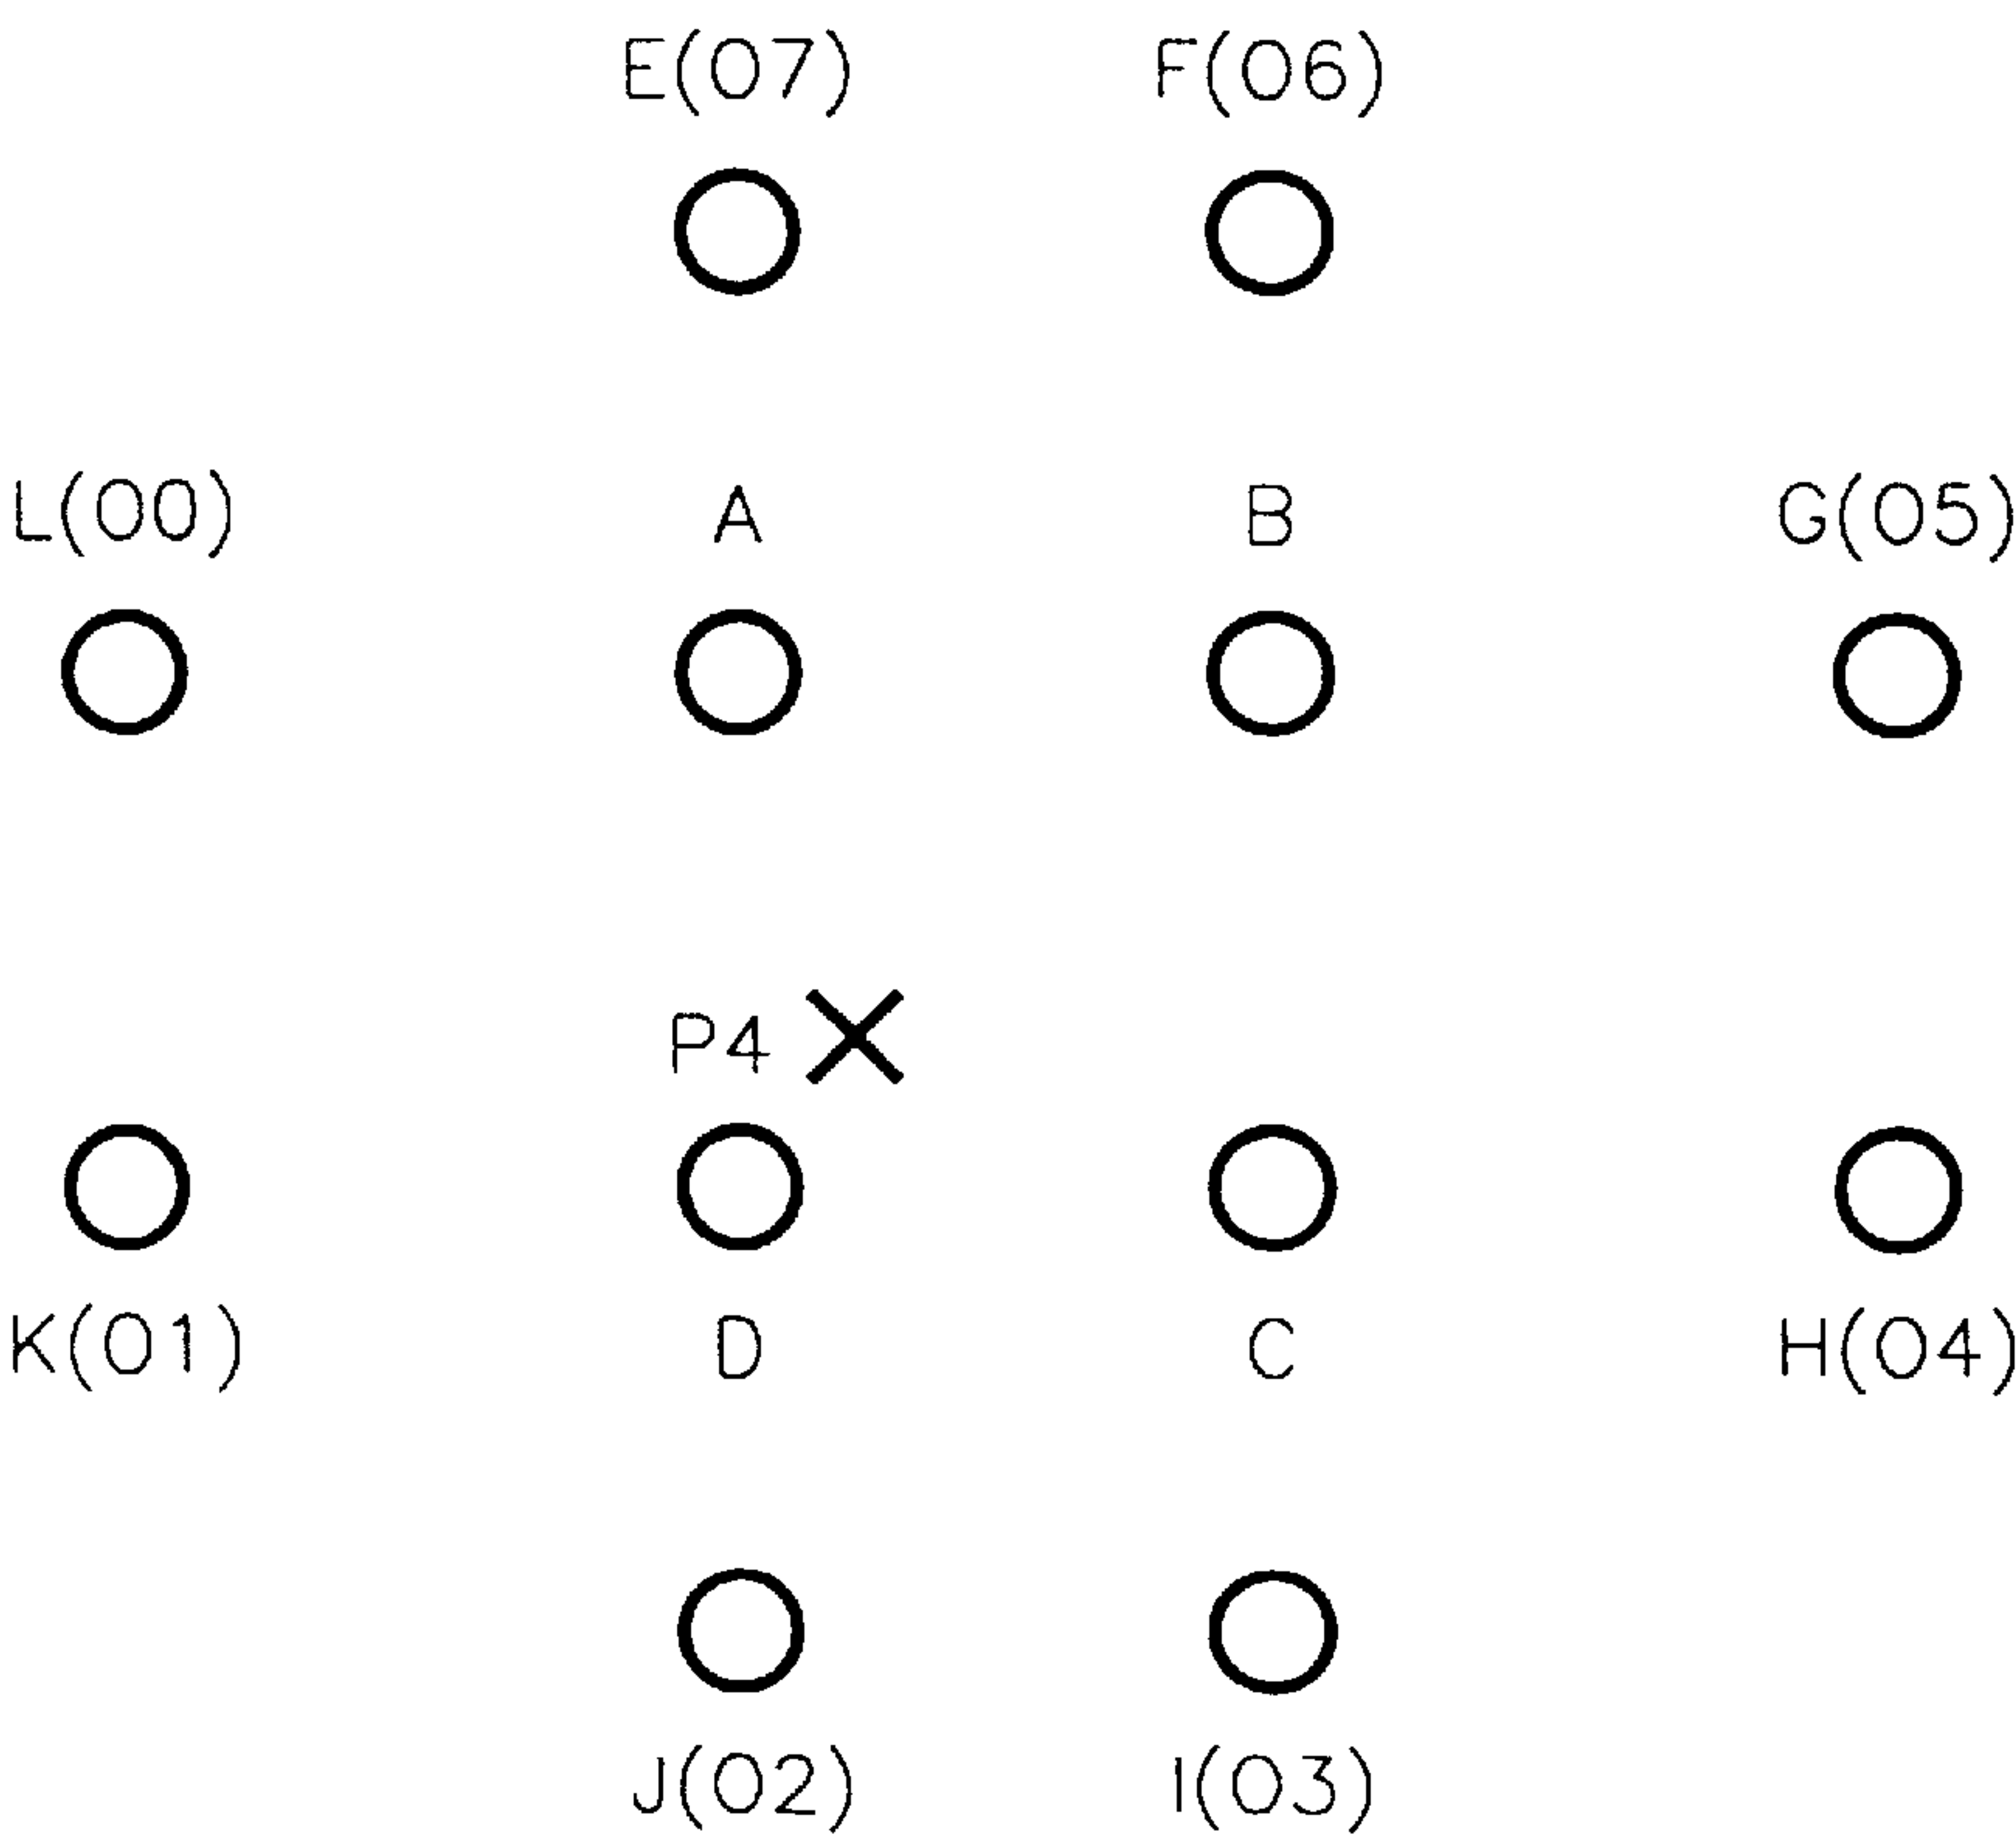 E(07) F(06)
L(00) A B G(05)
P4
K(01) D C H(04)
J(02) I(03)